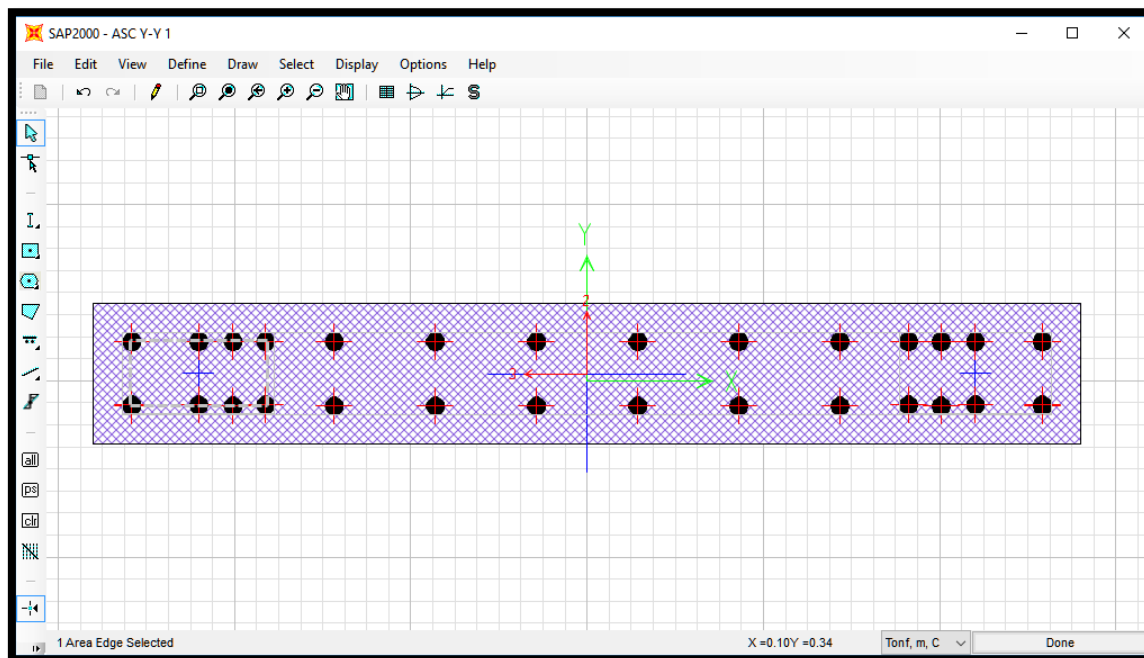 SAP2000 - ASC Y-Y 1
File Edit View Define Draw Select Display Options Help
S
Y
2
3
X
all
ps
clr
1 Area Edge Selected X =0.10Y =0.34 Tonf, m, C Done